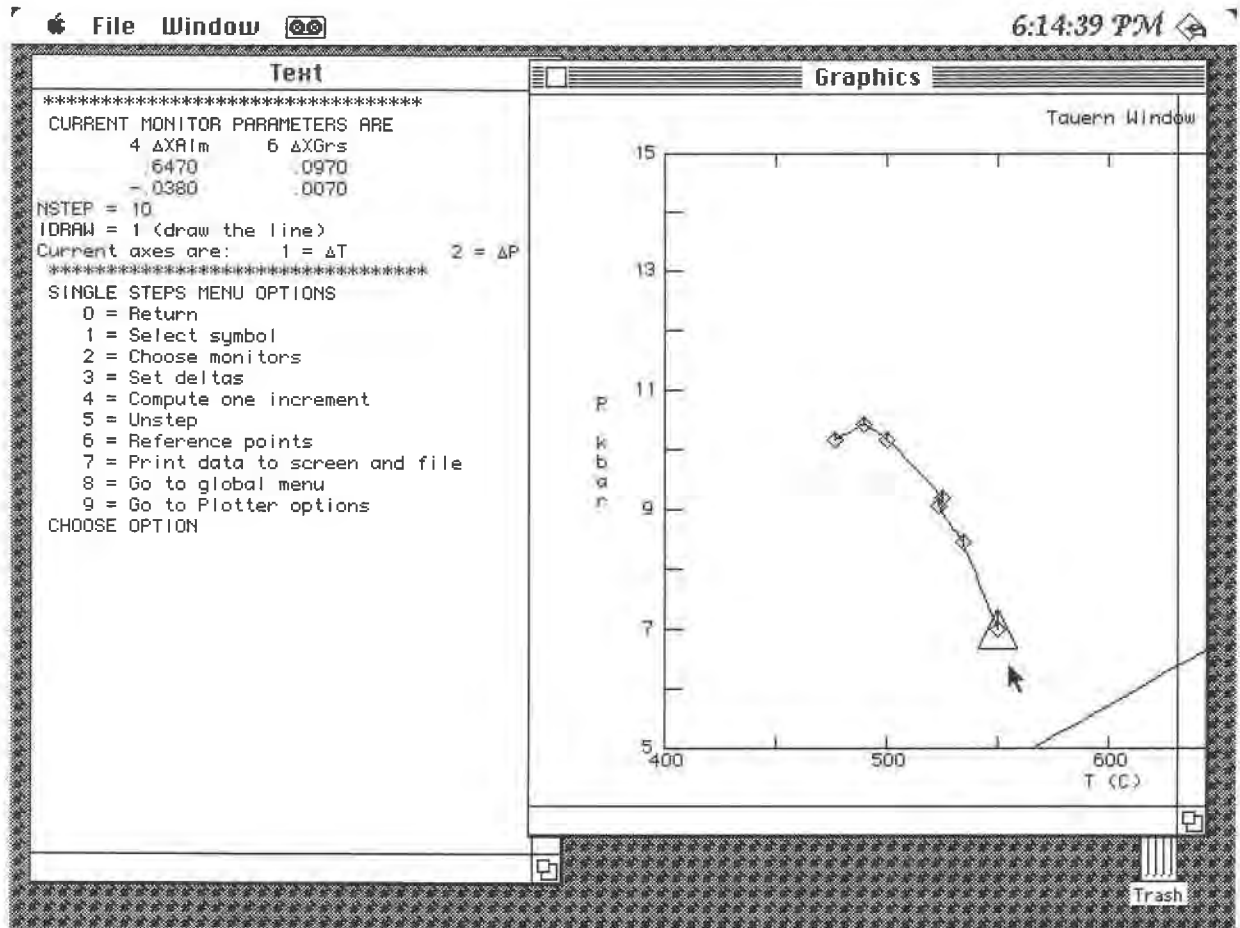 File Window 6:14:39 PM
Text
**********************************
CURRENT MONITOR PARAMETERS ARE
4 ΔXAlm 6 ΔXGrs
.6470 .0970
-.0380 .0070
NSTEP = 10
IDRAW = 1 (draw the line)
Current axes are: 1 = ΔT 2 = ΔP
**********************************
SINGLE STEPS MENU OPTIONS
0 = Return
1 = Select symbol
2 = Choose monitors
3 = Set deltas
4 = Compute one increment
5 = Unstep
6 = Reference points
7 = Print data to screen and file
8 = Go to global menu
9 = Go to Plotter options
CHOOSE OPTION
Graphics
Tauern Window
15
13
11
9
7
5
P kbar
400 500 600
T (C)
Trash